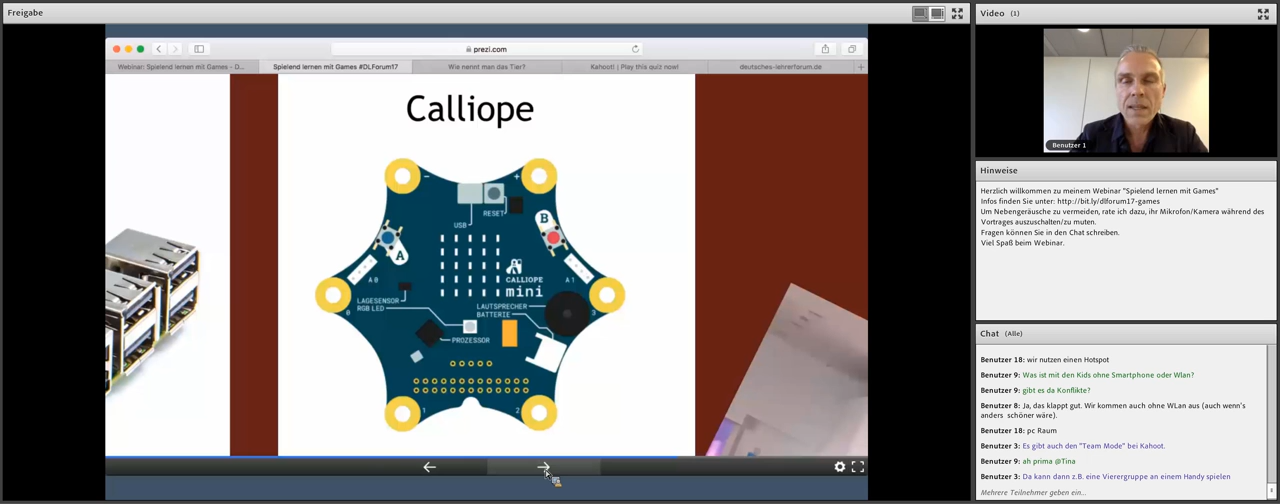 Freigabe
prezi.com
Webinar: Spielend lernen mit Games - D...
Spielend lernen mit Games #DLForum17
Wie nennt man das Tier?
Kahoot! | Play this quiz now!
deutsches-lehrerforum.de
Calliope
- +
USB
RESET
A
B
A 0
A 1
CALLIOPE
mini
LAGESENSOR
RGB LED
LAUTSPRECHER
BATTERIE
0
3
PROZESSOR
1
2
Video (1)
Benutzer 1
Hinweise
Herzlich willkommen zu meinem Webinar "Spielend lernen mit Games"
Infos finden Sie unter: http://bit.ly/dlforum17-games
Um Nebengeräusche zu vermeiden, rate ich dazu, ihr Mikrofon/Kamera während des
Vortrages auszuschalten/zu muten.
Fragen können Sie in den Chat schreiben.
Viel Spaß beim Webinar.
Chat (Alle)
Benutzer 18: wir nutzen einen Hotspot
Benutzer 9: Was ist mit den Kids ohne Smartphone oder Wlan?
Benutzer 9: gibt es da Konflikte?
Benutzer 8: Ja, das klappt gut. Wir kommen auch ohne WLan aus (auch wenn's
anders schöner wäre).
Benutzer 18: pc Raum
Benutzer 3: Es gibt auch den "Team Mode" bei Kahoot.
Benutzer 9: ah prima @Tina
Benutzer 3: Da kann dann z.B. eine Vierergruppe an einem Handy spielen
Mehrere Teilnehmer geben ein...